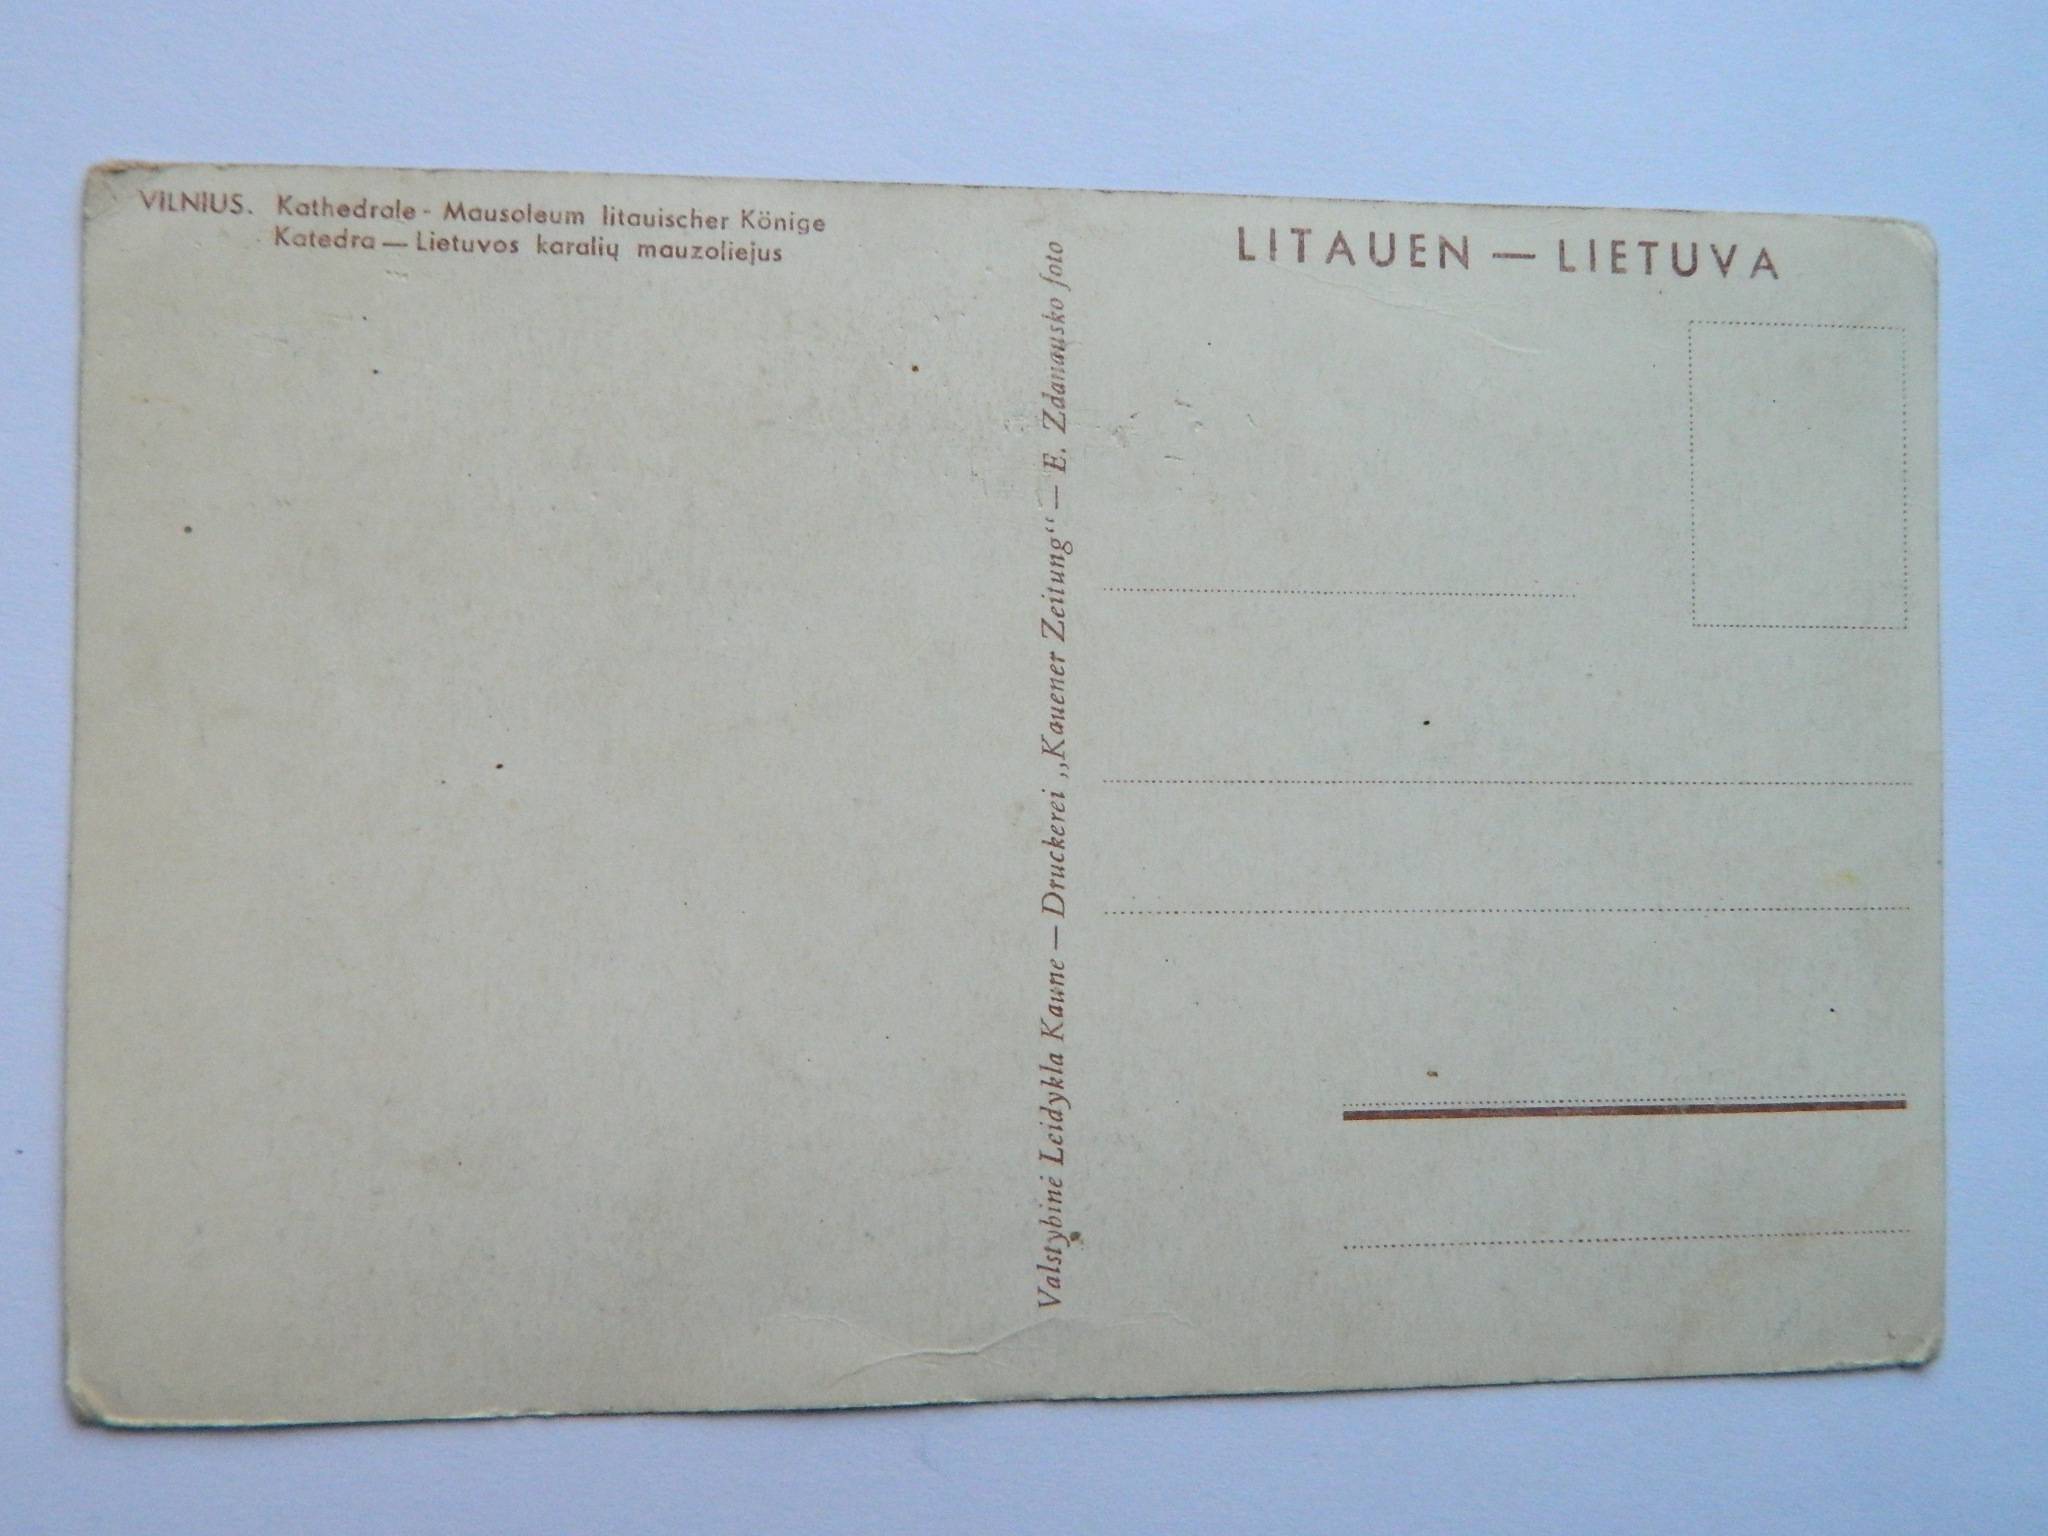 VILNIUS. Kathedrale - Mausoleum litauischer Könige
Katedra — Lietuvos karalių mauzoliejus
Valstybinė Leidykla Kaune — Druckerei „Kauener Zeitung“ — E. Zdanausko foto
LITAUEN — LIETUVA